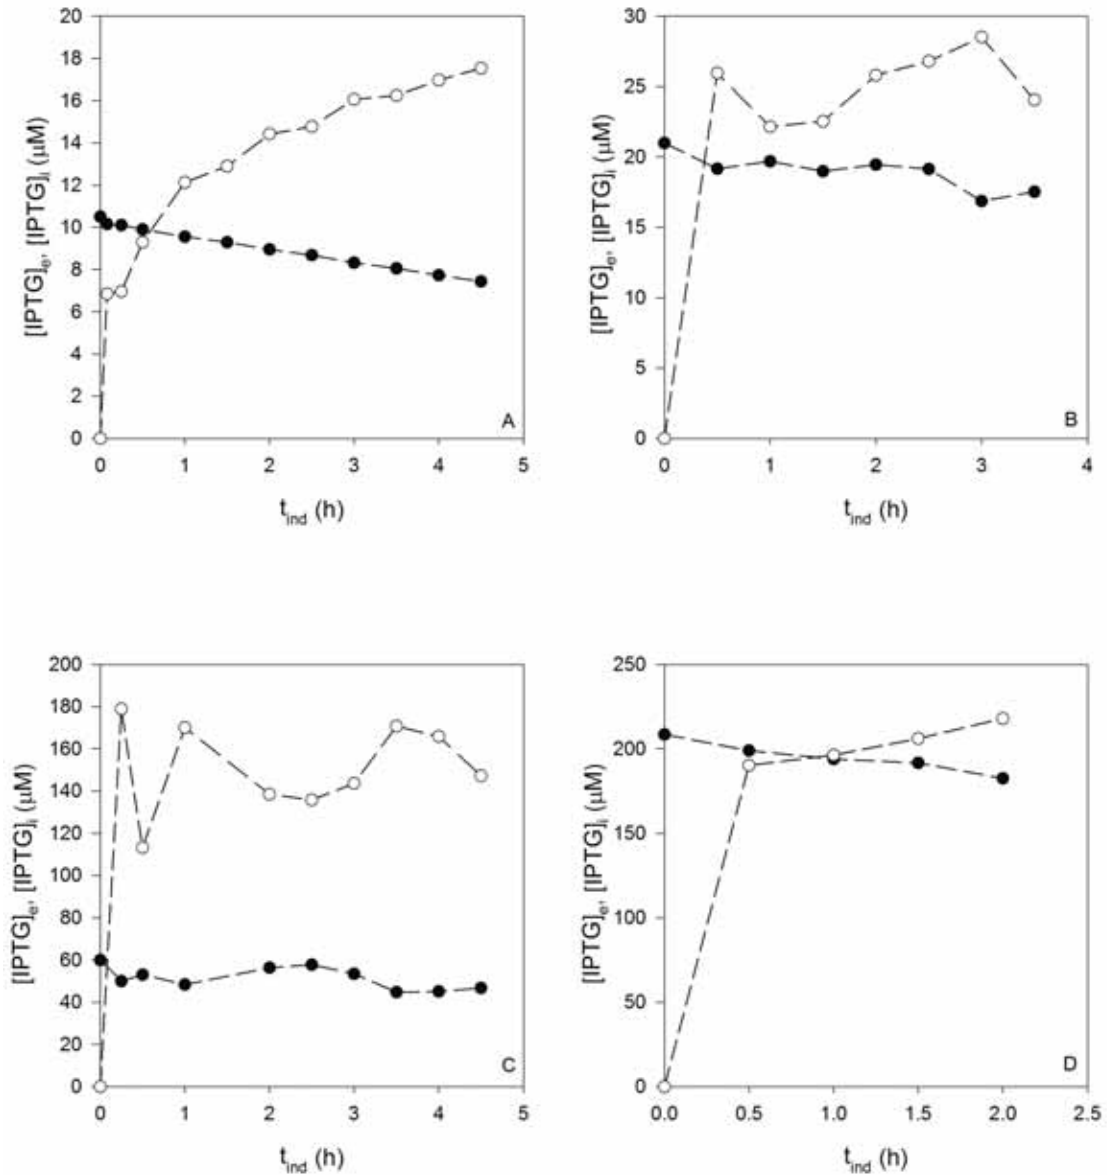 20
18
16
14
12
10
8
6
4
2
0
[IPTG]e, [IPTG]i (μM)
A
0 1 2 3 4 5
tind (h)
30
25
20
15
10
5
0
[IPTG]e, [IPTG]i (μM)
B
0 1 2 3 4
tind (h)
200
180
160
140
120
100
80
60
40
20
0
[IPTG]e, [IPTG]i (μM)
C
0 1 2 3 4 5
tind (h)
250
200
150
100
50
0
[IPTG]e, [IPTG]i (μM)
D
0.0 0.5 1.0 1.5 2.0 2.5
tind (h)